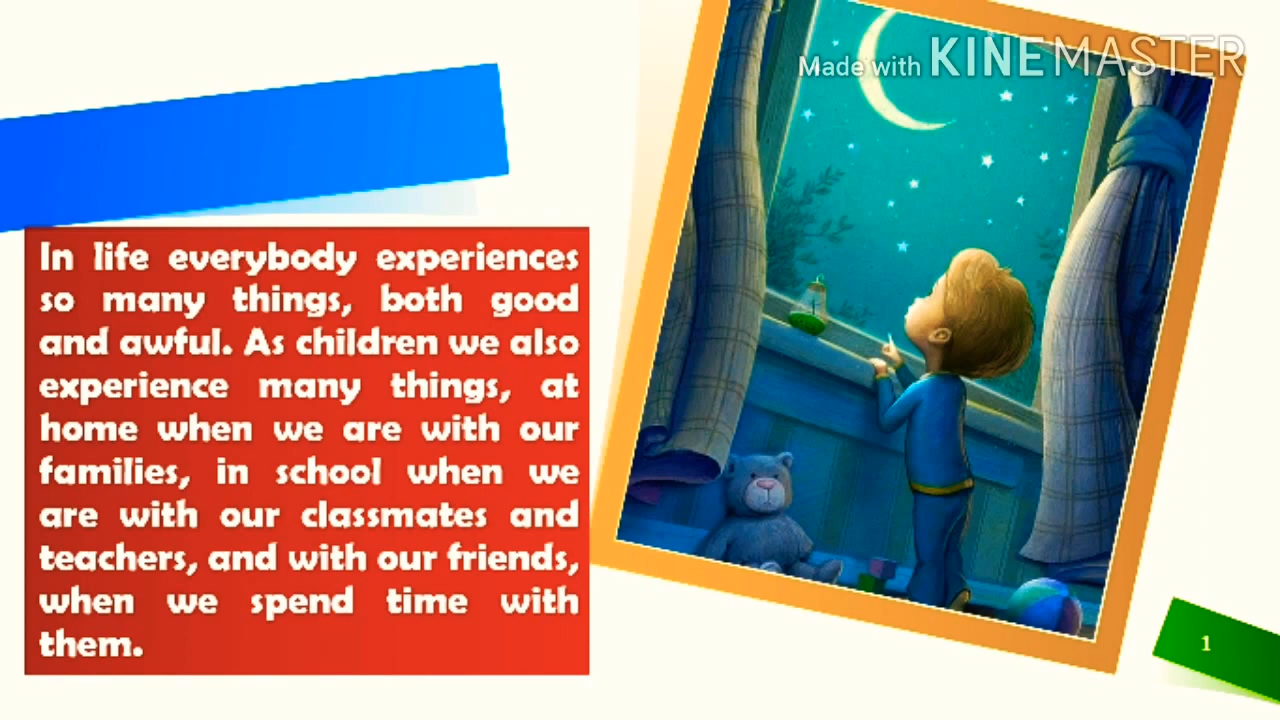 Made with KINEMASTER
In life everybody experiences
so many things, both good
and awful. As children we also
experience many things, at
home when we are with our
families, in school when we
are with our classmates and
teachers, and with our friends,
when we spend time with
them.
1